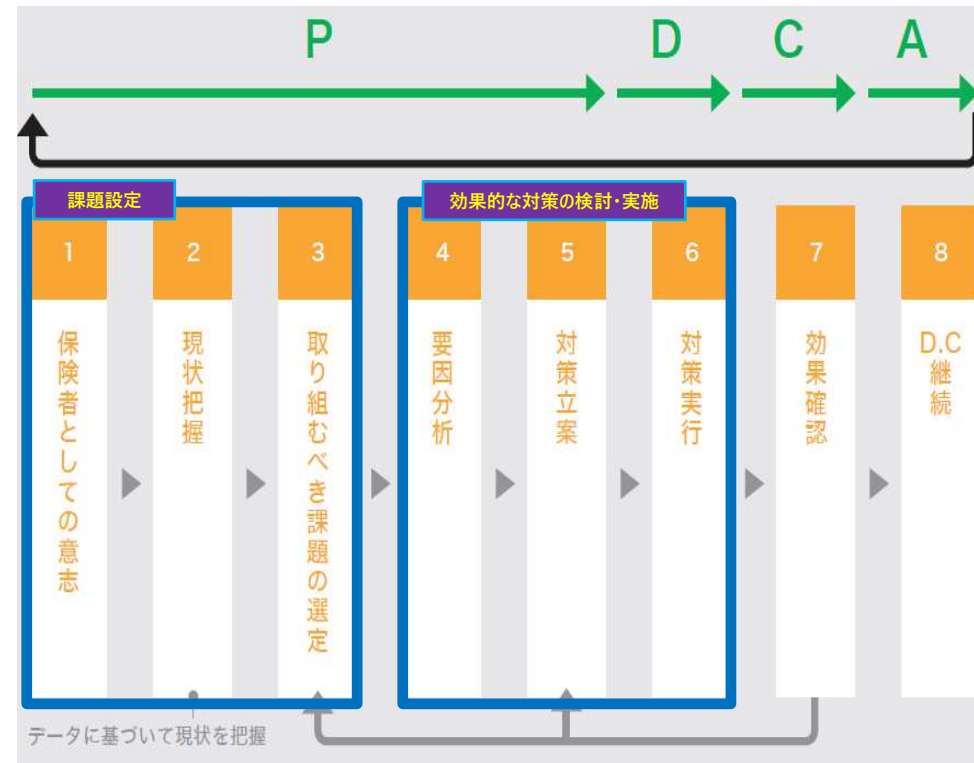 P
D
C
A
課題設定
効果的な対策の検討・実施
1
2
3
4
5
6
7
8
保険者としての意志
現状把握
取り組むべき課題の選定
要因分析
対策立案
対策実行
効果確認
D.C継続
データに基づいて現状を把握